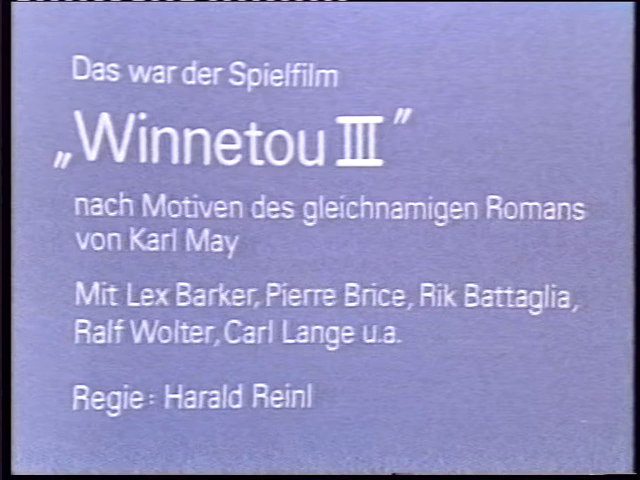 Das war der Spielfilm
„Winnetou III”
nach Motiven des gleichnamigen Romans
von Karl May
Mit Lex Barker, Pierre Brice, Rik Battaglia,
Ralf Wolter, Carl Lange u.a.
Regie: Harald Reinl